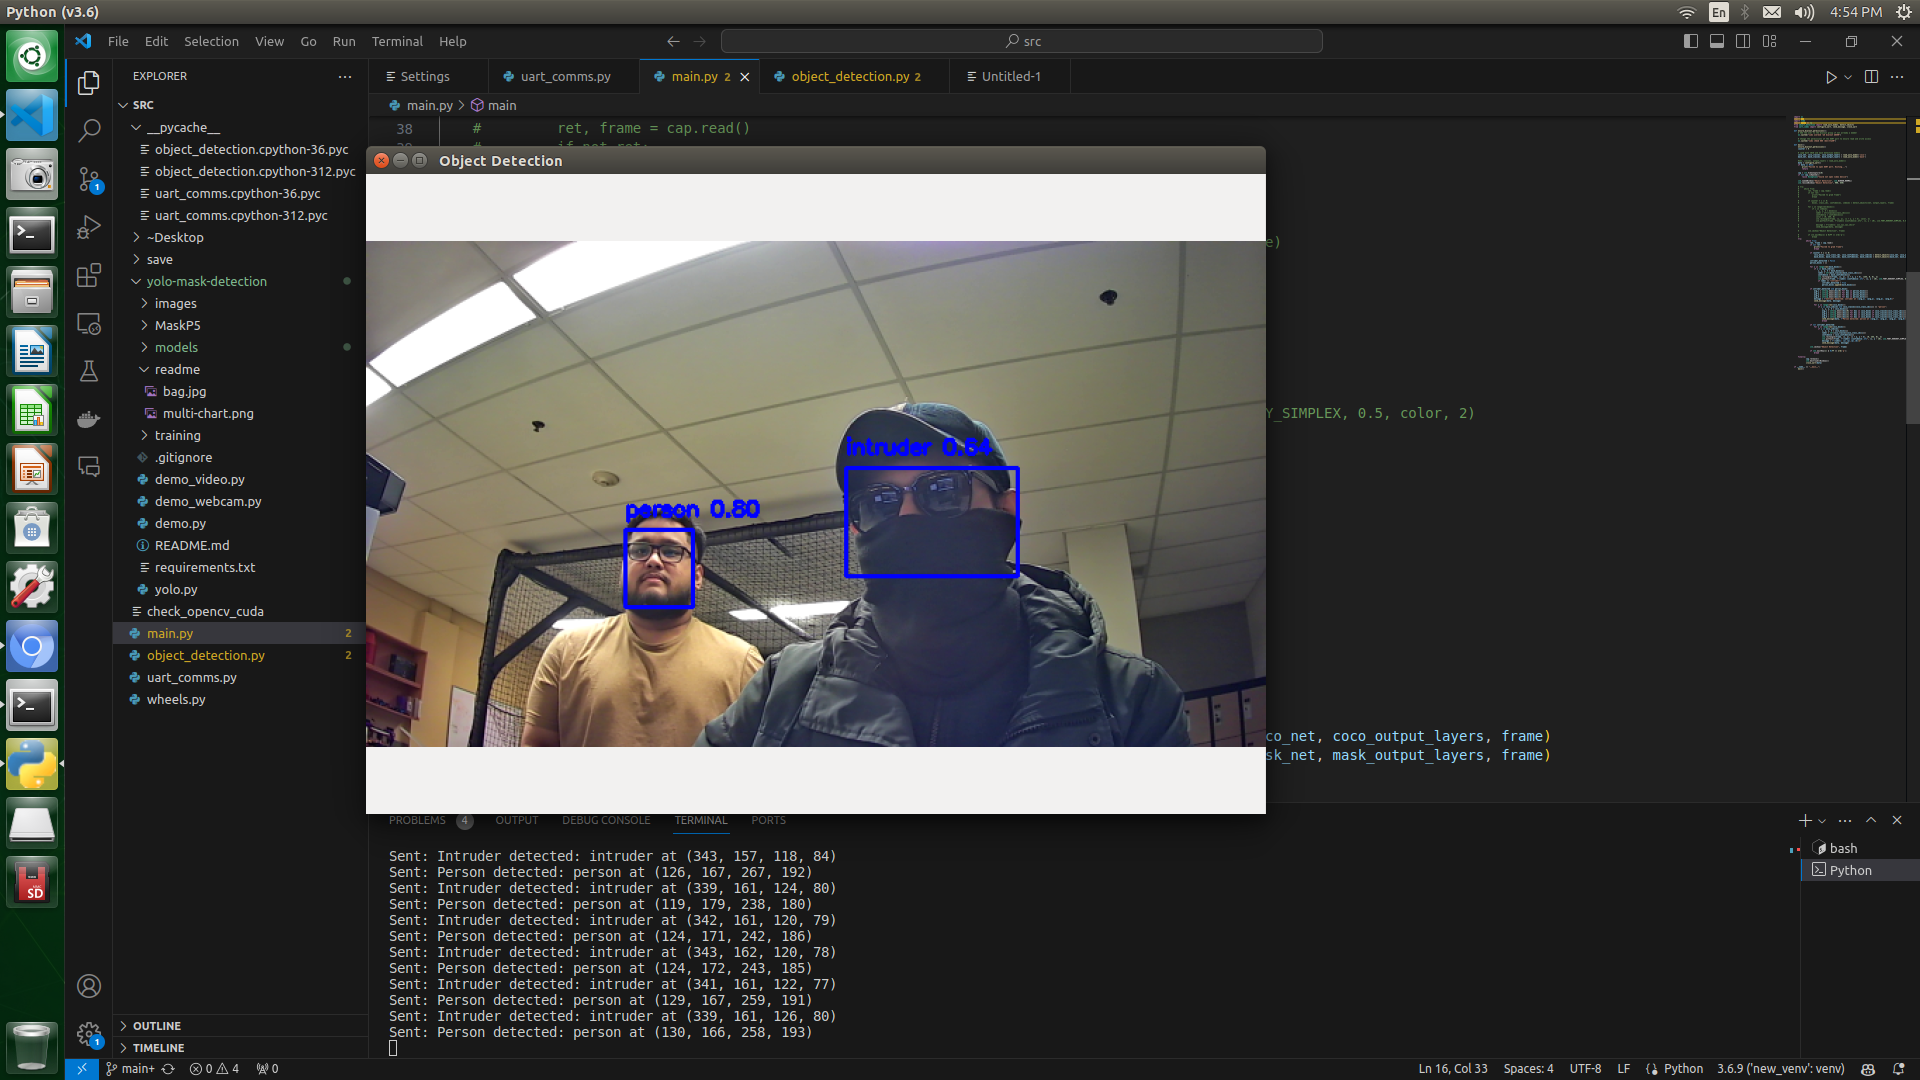 Python (v3.6)
En
4:54 PM
File Edit Selection View Go Run Terminal Help
src
EXPLORER
SRC
__pycache__
object_detection.cpython-36.pyc
object_detection.cpython-312.pyc
uart_comms.cpython-36.pyc
uart_comms.cpython-312.pyc
~Desktop
save
yolo-mask-detection
images
MaskP5
models
readme
bag.jpg
multi-chart.png
training
.gitignore
demo_video.py
demo_webcam.py
demo.py
README.md
requirements.txt
yolo.py
check_opencv_cuda
main.py 2
object_detection.py 2
uart_comms.py
wheels.py
OUTLINE
TIMELINE
1
1
SD
Settings uart_comms.py main.py 2 object_detection.py 2 Untitled-1
main.py > main
38 # ret, frame = cap.read()
Object Detection
e)
Y_SIMPLEX, 0.5, color, 2)
co_net, coco_output_layers, frame)
sk_net, mask_output_layers, frame)
intruder 0.64
person 0.80
PROBLEMS 4 OUTPUT DEBUG CONSOLE TERMINAL PORTS
Sent: Intruder detected: intruder at (343, 157, 118, 84)
Sent: Person detected: person at (126, 167, 267, 192)
Sent: Intruder detected: intruder at (339, 161, 124, 80)
Sent: Person detected: person at (119, 179, 238, 180)
Sent: Intruder detected: intruder at (342, 161, 120, 79)
Sent: Person detected: person at (124, 171, 242, 186)
Sent: Intruder detected: intruder at (343, 162, 120, 78)
Sent: Person detected: person at (124, 172, 243, 185)
Sent: Intruder detected: intruder at (341, 161, 122, 77)
Sent: Person detected: person at (129, 167, 259, 191)
Sent: Intruder detected: intruder at (339, 161, 126, 80)
Sent: Person detected: person at (130, 166, 258, 193)
bash
Python
main+ 0 4 0
Ln 16, Col 33 Spaces: 4 UTF-8 LF Python 3.6.9 ('new_venv': venv)